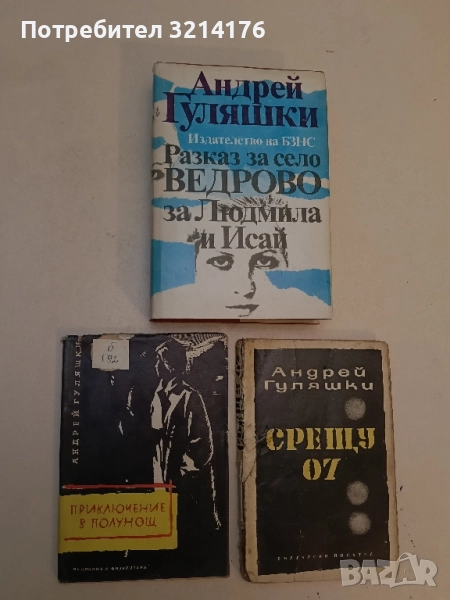 Потребител 3214176
Андрей
Гуляшки
Издателство на БЗНС
Разказ за село
ВЕДРОВО
за Людмила
и Исай
АНДРЕЙ ГУЛЯШКИ
ПРИКЛЮЧЕНИЕ
В ПОЛУНОЩ
Андрей
Гуляшки
СРЕЩУ
07
BAZAR